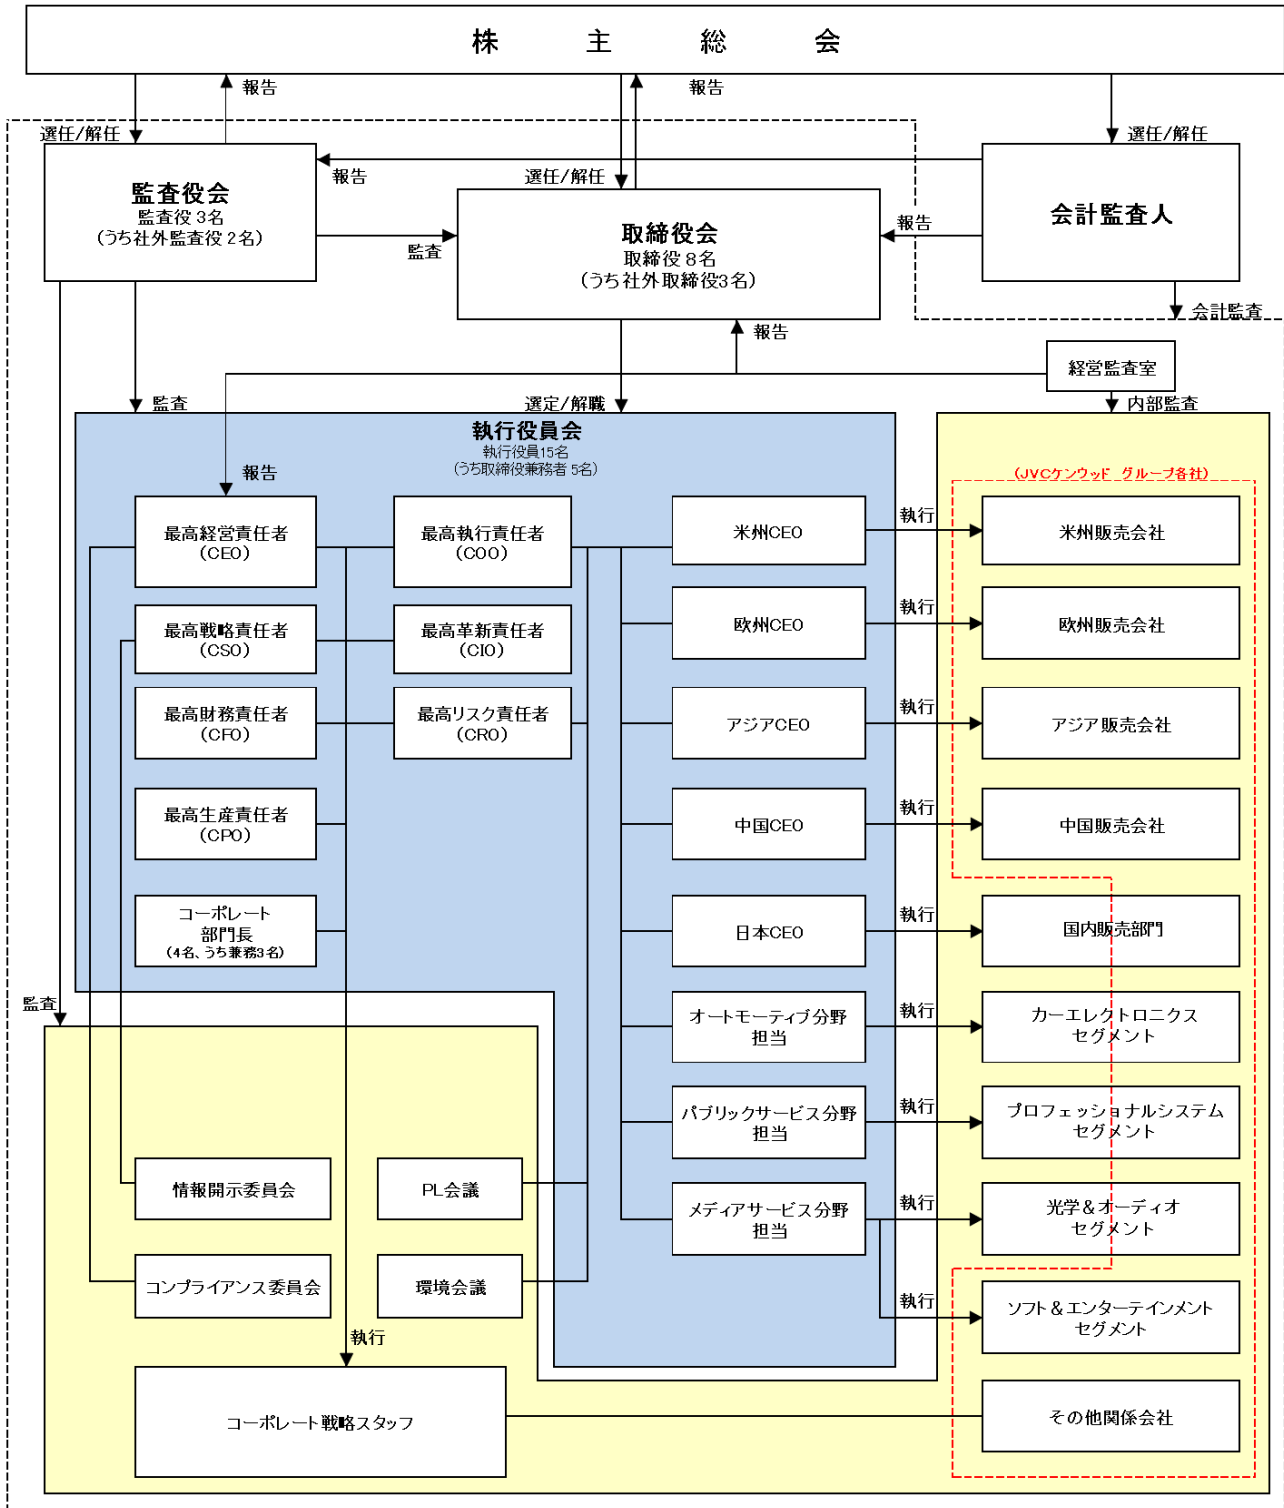 株主総会
報告
報告
選任/解任
選任/解任
監査役会
監査役 3名
(うち社外監査役 2名)
報告
選任/解任
取締役会
取締役 8名
(うち社外取締役3名)
会計監査人
監査
報告
会計監査
報告
経営監査室
監査
選定/解職
内部監査
執行役員会
執行役員15名
(うち取締役兼務者 5名)
報告
(JVCケンウッド グループ各社)
最高経営責任者
(CEO)
最高執行責任者
(COO)
米州CEO
執行
米州販売会社
最高戦略責任者
(CSO)
最高革新責任者
(CIO)
欧州CEO
執行
欧州販売会社
最高財務責任者
(CFO)
最高リスク責任者
(CRO)
アジアCEO
執行
アジア販売会社
最高生産責任者
(CPO)
中国CEO
執行
中国販売会社
コーポレート
部門長
(4名、うち兼務3名)
日本CEO
執行
国内販売部門
監査
オートモーティブ分野
担当
執行
カーエレクトロニクス
セグメント
パブリックサービス分野
担当
執行
プロフェッショナルシステム
セグメント
情報開示委員会
PL会議
メディアサービス分野
担当
執行
光学&オーディオ
セグメント
コンプライアンス委員会
環境会議
執行
ソフト&エンターテインメント
セグメント
執行
コーポレート戦略スタッフ
その他関係会社